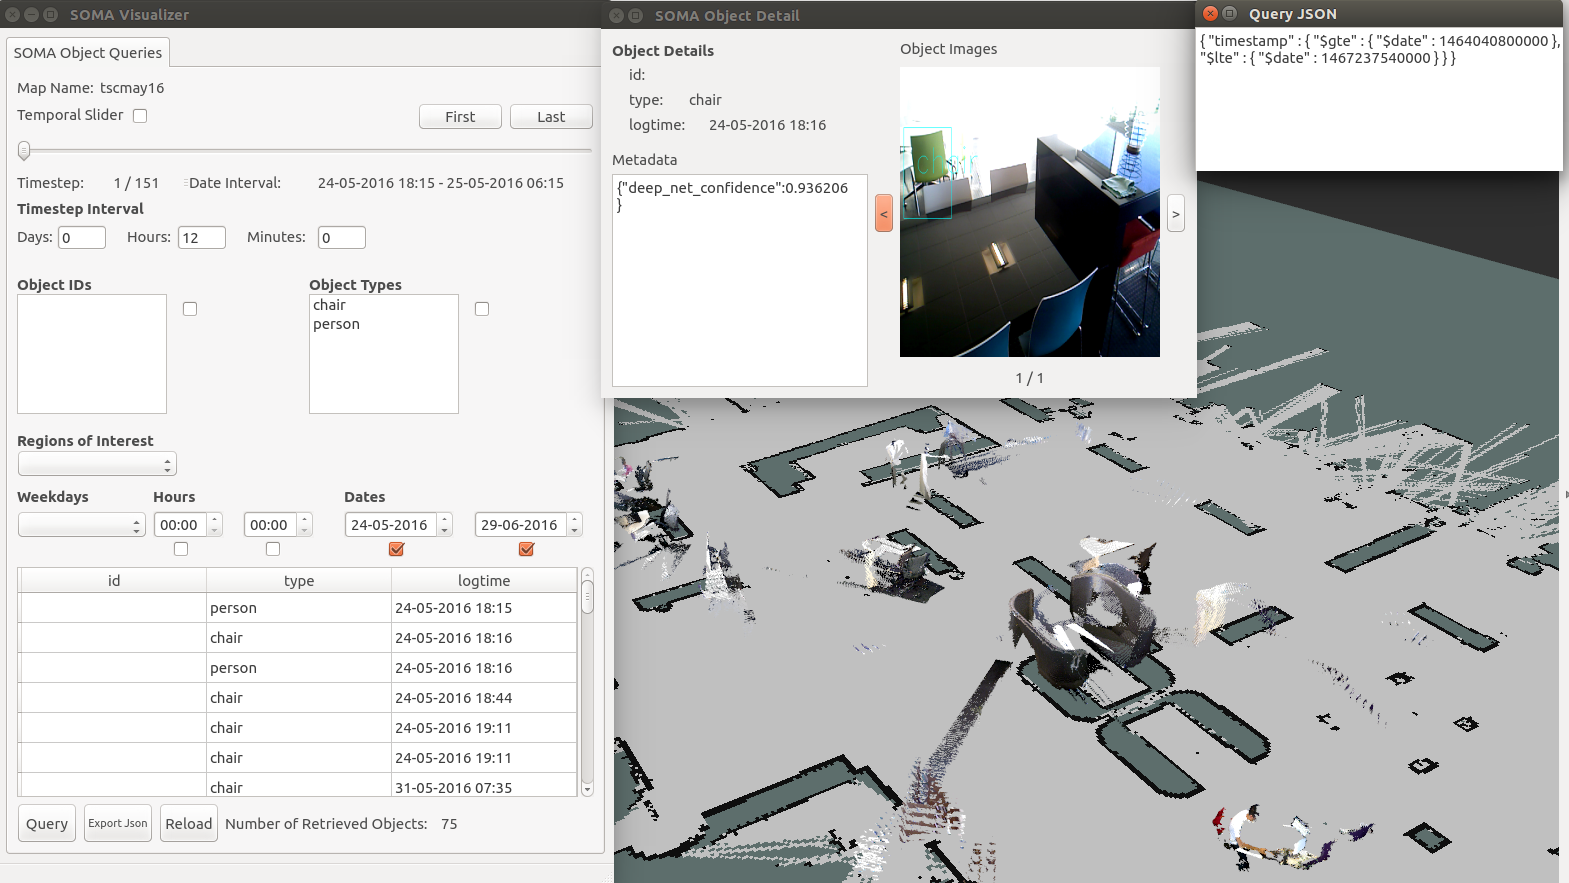 SOMA Visualizer
SOMA Object Queries
Map Name: tscmay16
Temporal Slider
First
Last
Timestep: 1 / 151 Date Interval: 24-05-2016 18:15 - 25-05-2016 06:15
Timestep Interval
Days: 0 Hours: 12 Minutes: 0
Object IDs
Object Types
chair
person
Regions of Interest
Weekdays Hours Dates
00:00 00:00 24-05-2016 29-06-2016
id type logtime
person 24-05-2016 18:15
chair 24-05-2016 18:16
person 24-05-2016 18:16
chair 24-05-2016 18:44
chair 24-05-2016 19:11
chair 24-05-2016 19:11
chair 31-05-2016 07:35
Query Export Json Reload Number of Retrieved Objects: 75
SOMA Object Detail
Object Details
id:
type: chair
logtime: 24-05-2016 18:16
Metadata
{"deep_net_confidence":0.936206
}
Object Images
chair
<
>
1 / 1
Query JSON
{ "timestamp" : { "$gte" : { "$date" : 1464040800000 },
"$lte" : { "$date" : 1467237540000 } } }